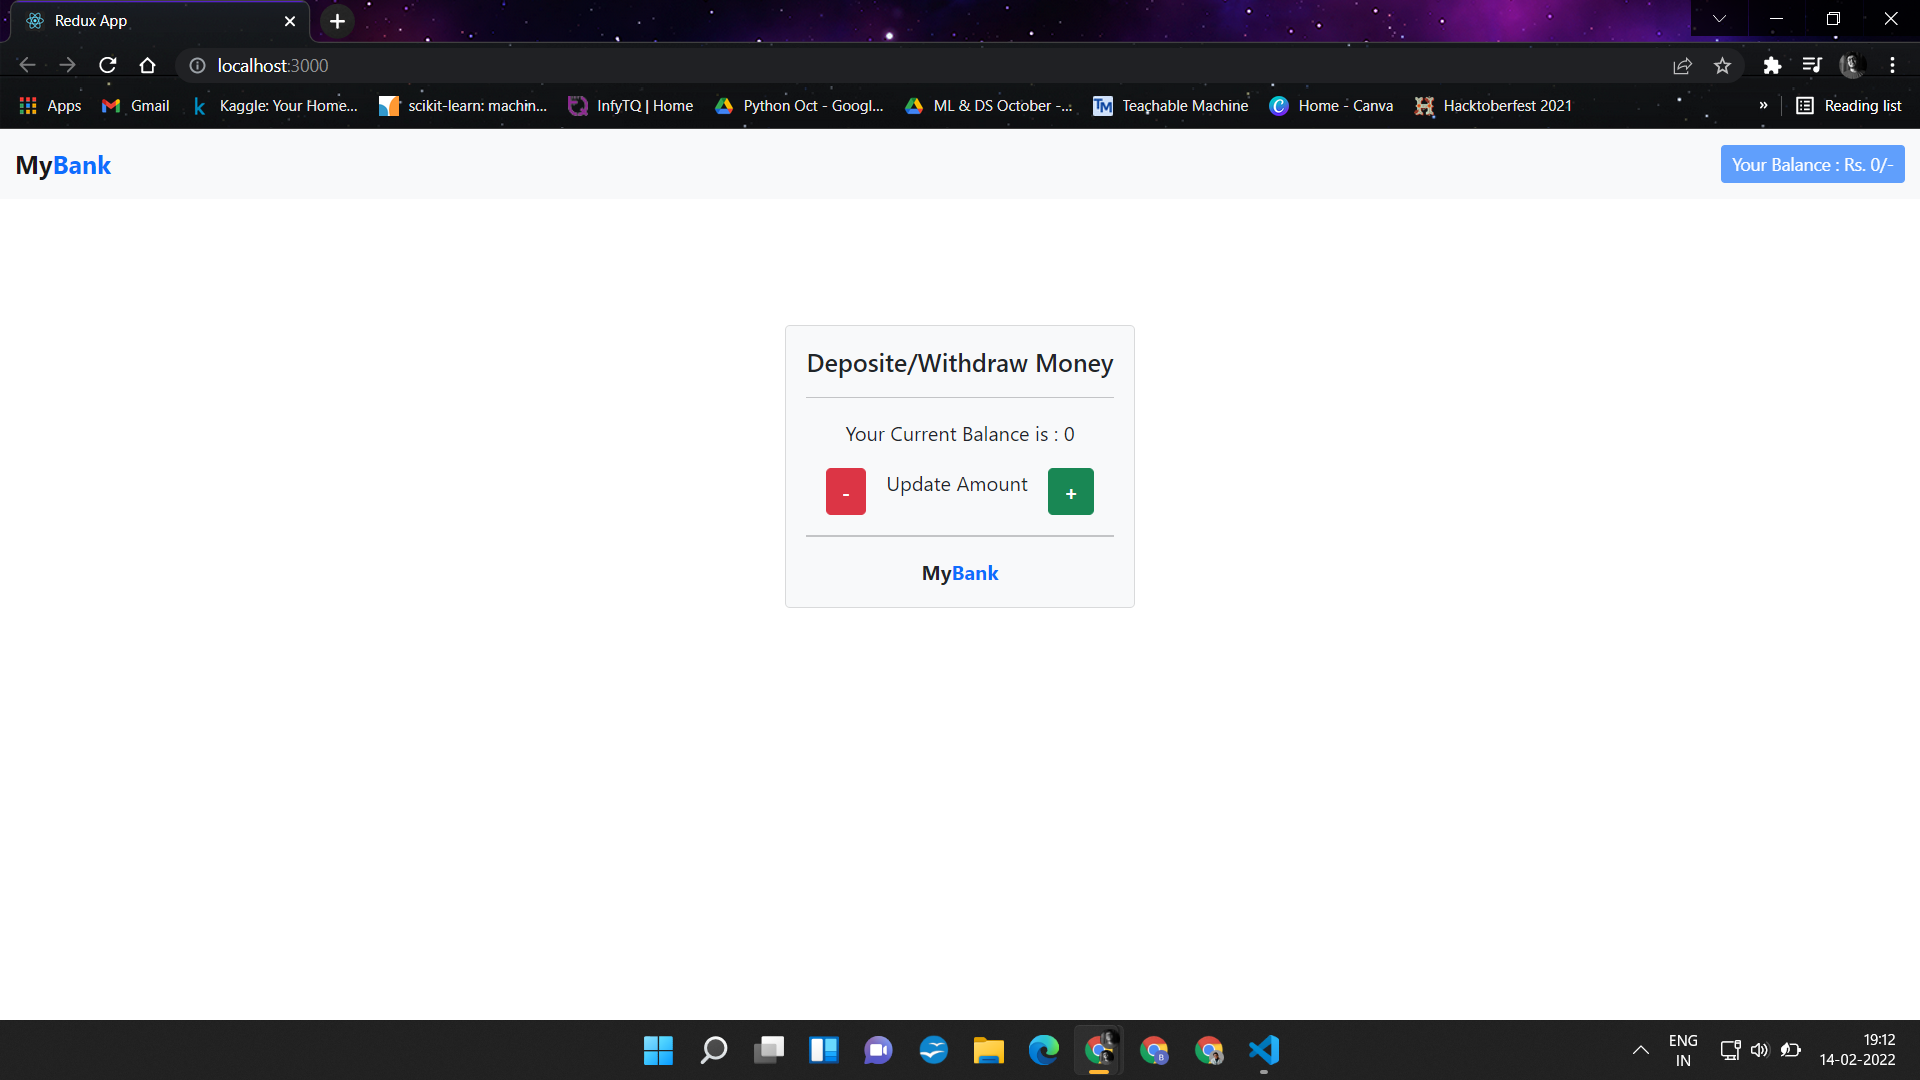 Redux App
localhost:3000
Apps Gmail Kaggle: Your Home... scikit-learn: machin... InfyTQ | Home Python Oct - Googl... ML & DS October -... Teachable Machine Home - Canva Hacktoberfest 2021 » Reading list
MyBank Your Balance : Rs. 0/-
Deposite/Withdraw Money
Your Current Balance is : 0
- Update Amount +
MyBank
ENG 19:12
IN 14-02-2022